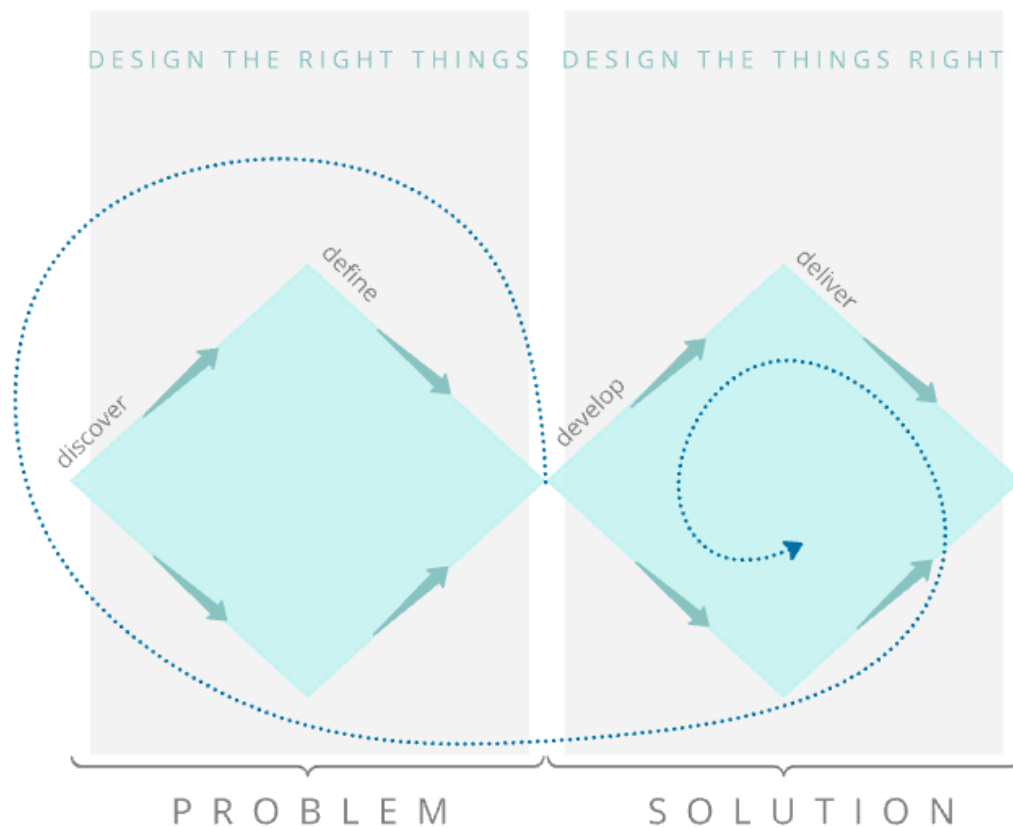 DESIGN THE RIGHT THINGS
DESIGN THE THINGS RIGHT
discover
define
develop
deliver
PROBLEM
SOLUTION